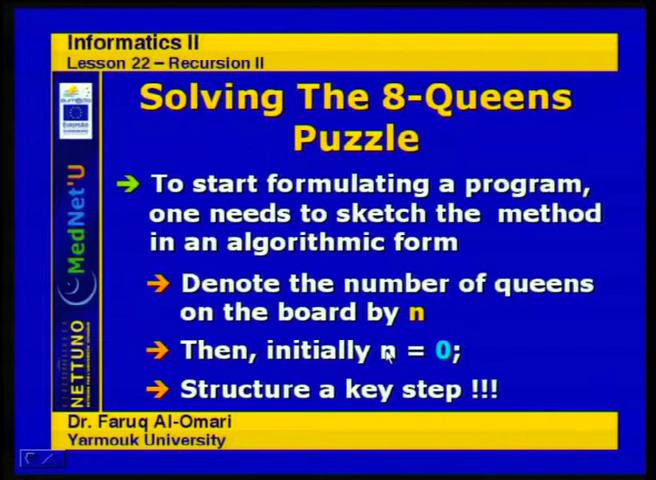 Informatics II
Lesson 22 – Recursion II
Solving The 8-Queens
Puzzle
To start formulating a program,
one needs to sketch the method
in an algorithmic form
Denote the number of queens
on the board by n
Then, initially n = 0;
Structure a key step !!!
Dr. Faruq Al-Omari
Yarmouk University
MedNet'U
NETTUNO